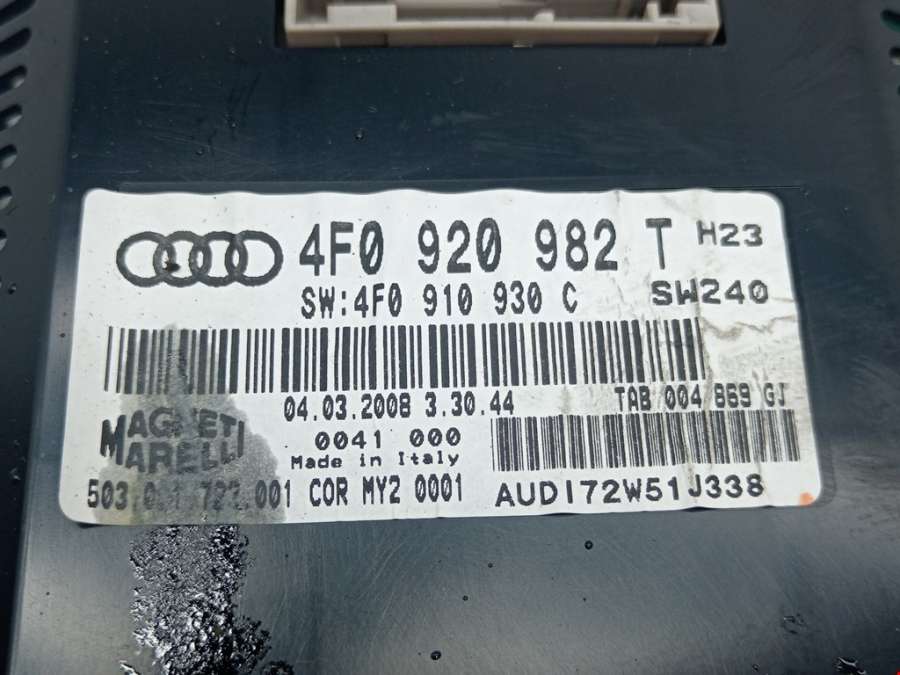 4F0 920 982 T H23
SW:4F0 910 930 C SW240
04.03.2008 3.30.44 TAB 004 869 GJ
MAGNETI MARELLI
0041 000
Made in Italy
COR MY2 0001 AUDI72W51J338